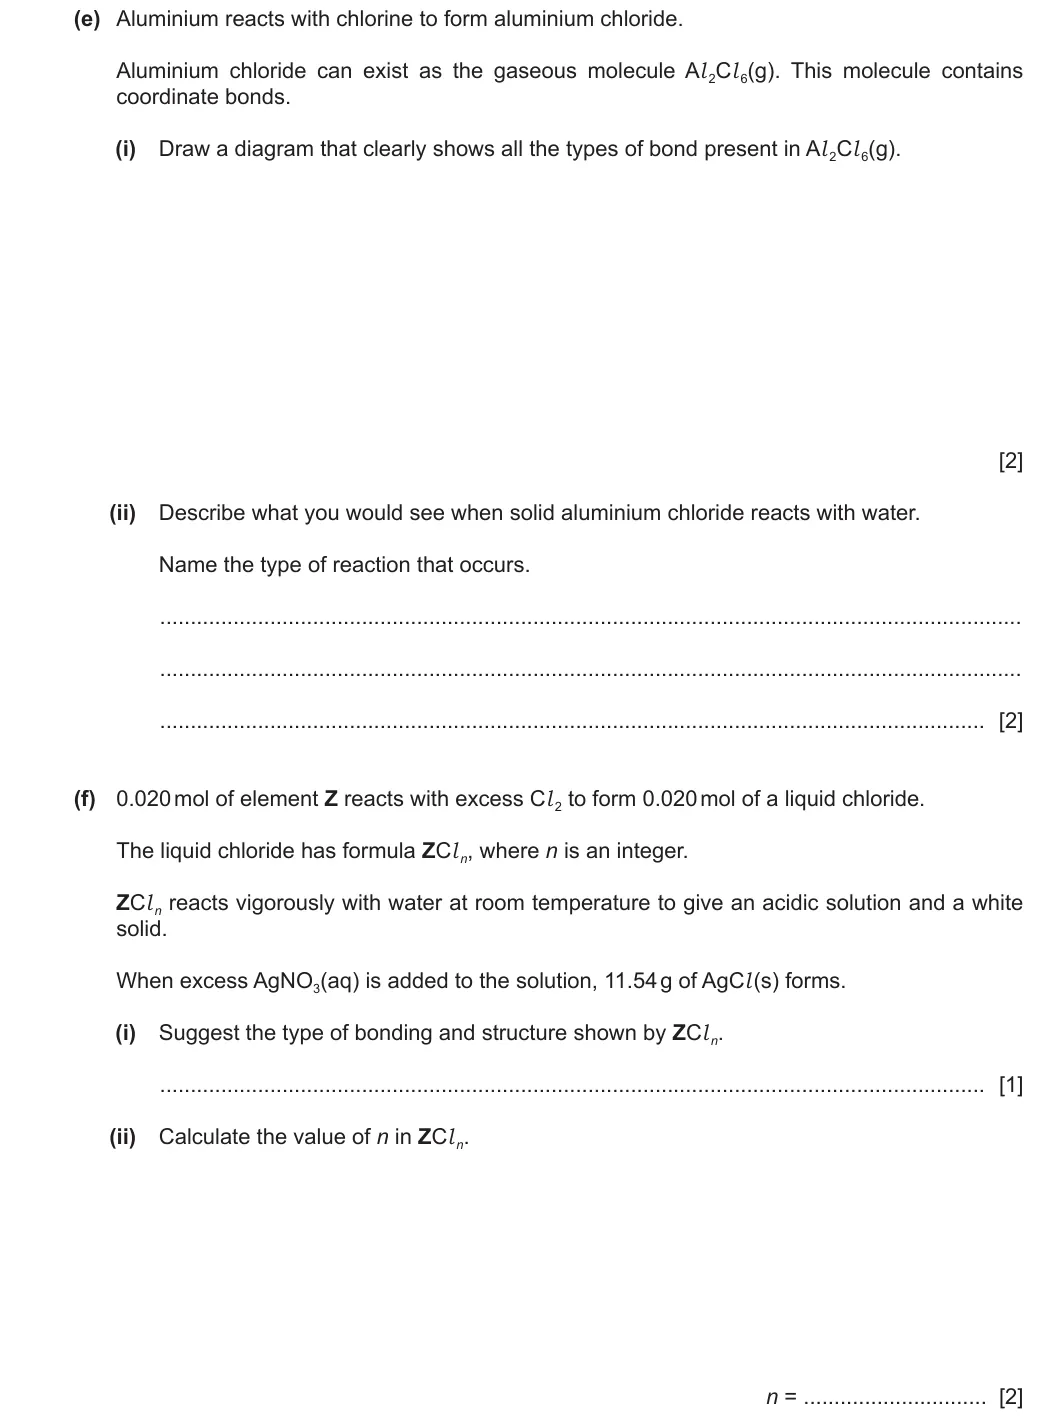 (e) Aluminium reacts with chlorine to form aluminium chloride.
Aluminium chloride can exist as the gaseous molecule Al₂Cl₆(g). This molecule contains
coordinate bonds.
(i) Draw a diagram that clearly shows all the types of bond present in Al₂Cl₆(g).
[2]
(ii) Describe what you would see when solid aluminium chloride reacts with water.
Name the type of reaction that occurs.
..............................................................................................................................................
..............................................................................................................................................
........................................................................................................................................ [2]
(f) 0.020 mol of element Z reacts with excess Cl₂ to form 0.020 mol of a liquid chloride.
The liquid chloride has formula ZClₙ, where n is an integer.
ZClₙ reacts vigorously with water at room temperature to give an acidic solution and a white
solid.
When excess AgNO₃(aq) is added to the solution, 11.54 g of AgCl(s) forms.
(i) Suggest the type of bonding and structure shown by ZClₙ.
........................................................................................................................................ [1]
(ii) Calculate the value of n in ZClₙ.
n = .............................. [2]